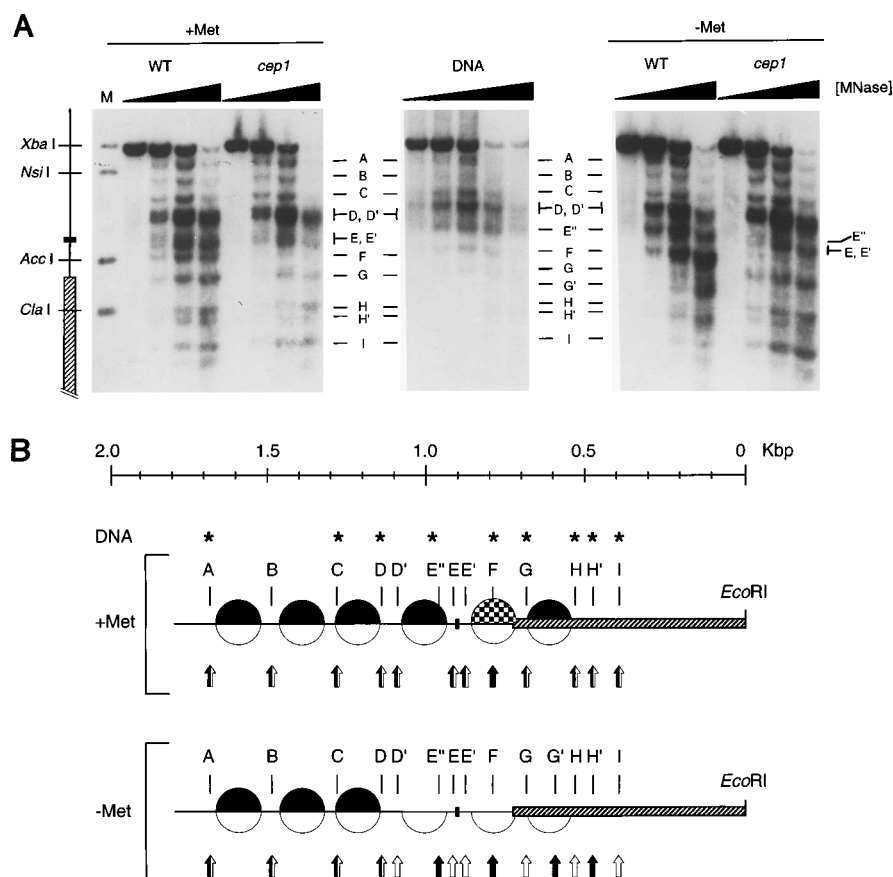 A
+Met
-Met
WT
cep1
DNA
WT
cep1
M
[MNase]
Xba I
Nsi I
Acc I
Cla I
A
B
C
D, D'
E, E'
F
G
H
H'
I
A
B
C
D, D'
E"
F
G
G'
H
H'
I
E"
E, E'
B
2.0
1.5
1.0
0.5
0
Kbp
DNA * * * * * * * * *
A B C D D' E" E E' F G H H' I
EcoRI
+Met
A B C D D' E" E E' F G G' H H' I
EcoRI
-Met